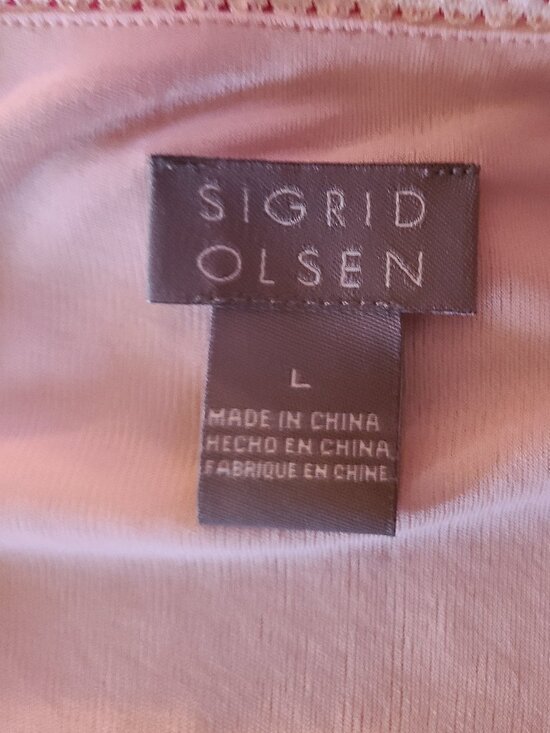 SIGRID
OLSEN
L
MADE IN CHINA
HECHO EN CHINA
FABRIQUE EN CHINE